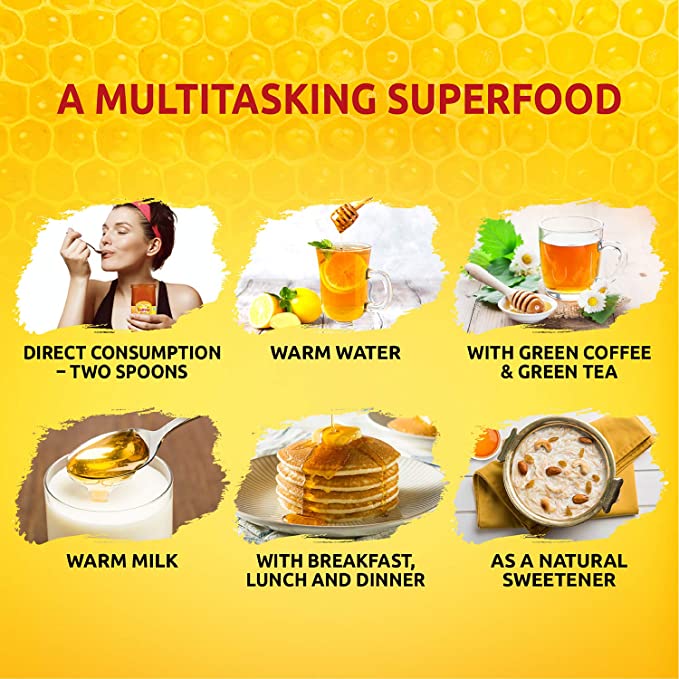 A MULTITASKING SUPERFOOD
DIRECT CONSUMPTION
– TWO SPOONS
WARM WATER
WITH GREEN COFFEE
& GREEN TEA
WARM MILK
WITH BREAKFAST,
LUNCH AND DINNER
AS A NATURAL
SWEETENER